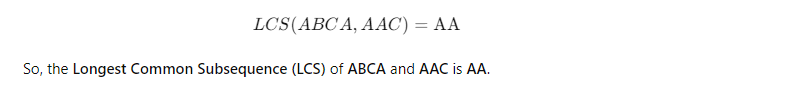 LCS(ABCA, AAC) = AA
So, the Longest Common Subsequence (LCS) of ABCA and AAC is AA.